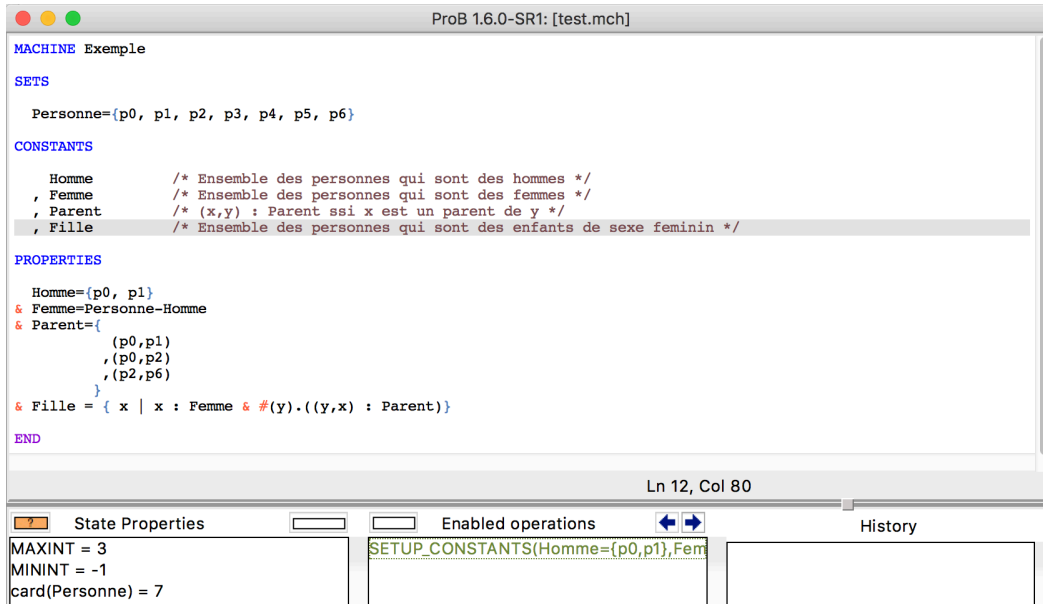 ProB 1.6.0-SR1: [test.mch]
MACHINE Exemple
SETS
Personne={p0, p1, p2, p3, p4, p5, p6}
CONSTANTS
Homme /* Ensemble des personnes qui sont des hommes */
, Femme /* Ensemble des personnes qui sont des femmes */
, Parent /* (x,y) : Parent ssi x est un parent de y */
, Fille /* Ensemble des personnes qui sont des enfants de sexe feminin */
PROPERTIES
Homme={p0, p1}
& Femme=Personne-Homme
& Parent={
(p0,p1)
,(p0,p2)
,(p2,p6)
}
& Fille = { x | x : Femme & #(y).((y,x) : Parent)}
END
Ln 12, Col 80
? State Properties
Enabled operations
History
MAXINT = 3
MININT = -1
card(Personne) = 7
SETUP_CONSTANTS(Homme={p0,p1},Fem